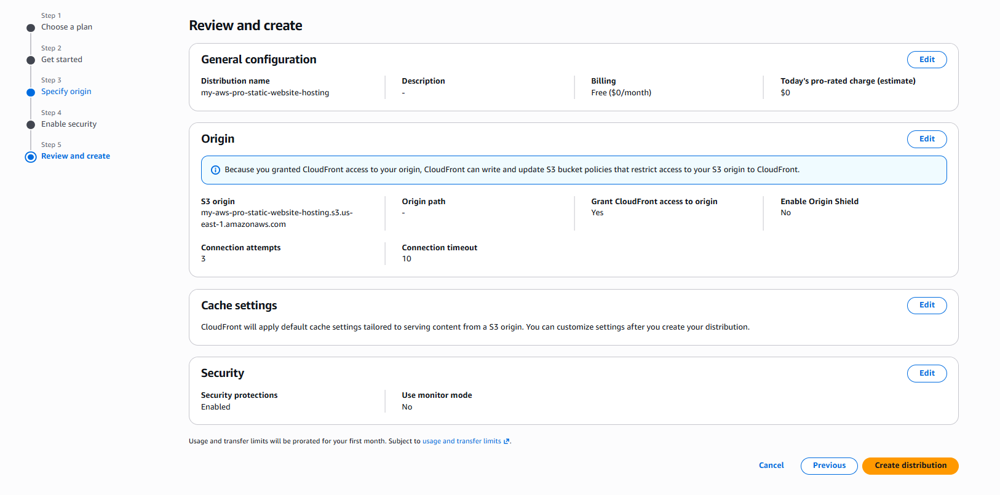 Step 1
Choose a plan
Step 2
Get started
Step 3
Specify origin
Step 4
Enable security
Step 5
Review and create
Review and create
General configuration
Edit
Distribution name
my-aws-pro-static-website-hosting
Description
-
Billing
Free ($0/month)
Today's pro-rated charge (estimate)
$0
Origin
Edit
Because you granted CloudFront access to your origin, CloudFront can write and update S3 bucket policies that restrict access to your S3 origin to CloudFront.
S3 origin
my-aws-pro-static-website-hosting.s3.us-
east-1.amazonaws.com
Origin path
-
Grant CloudFront access to origin
Yes
Enable Origin Shield
No
Connection attempts
3
Connection timeout
10
Cache settings
Edit
CloudFront will apply default cache settings tailored to serving content from a S3 origin. You can customize settings after you create your distribution.
Security
Edit
Security protections
Enabled
Use monitor mode
No
Usage and transfer limits will be prorated for your first month. Subject to usage and transfer limits.
Cancel
Previous
Create distribution